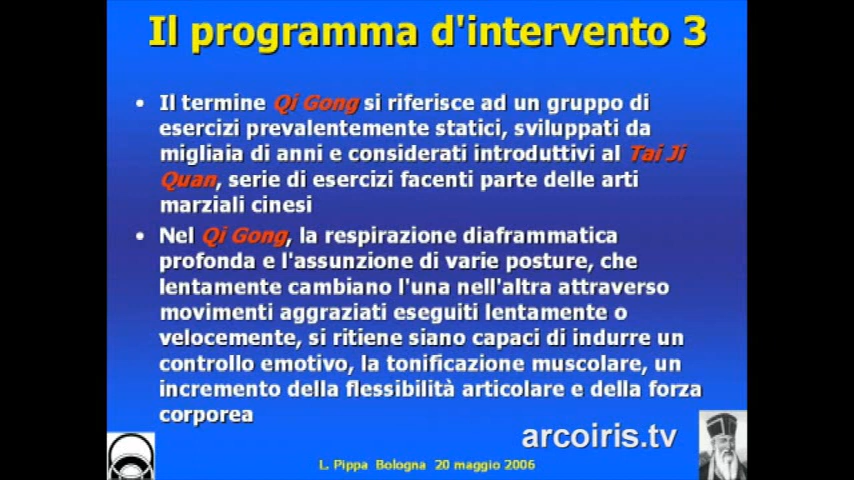 Il programma d'intervento 3
• Il termine Qi Gong si riferisce ad un gruppo di
esercizi prevalentemente statici, sviluppati da
migliaia di anni e considerati introduttivi al Tai Ji
Quan, serie di esercizi facenti parte delle arti
marziali cinesi
• Nel Qi Gong, la respirazione diaframmatica
profonda e l'assunzione di varie posture, che
lentamente cambiano l'una nell'altra attraverso
movimenti aggraziati eseguiti lentamente o
velocemente, si ritiene siano capaci di indurre un
controllo emotivo, la tonificazione muscolare, un
incremento della flessibilità articolare e della forza
corporea
arcoiris.tv
L. Pippa Bologna 20 maggio 2006